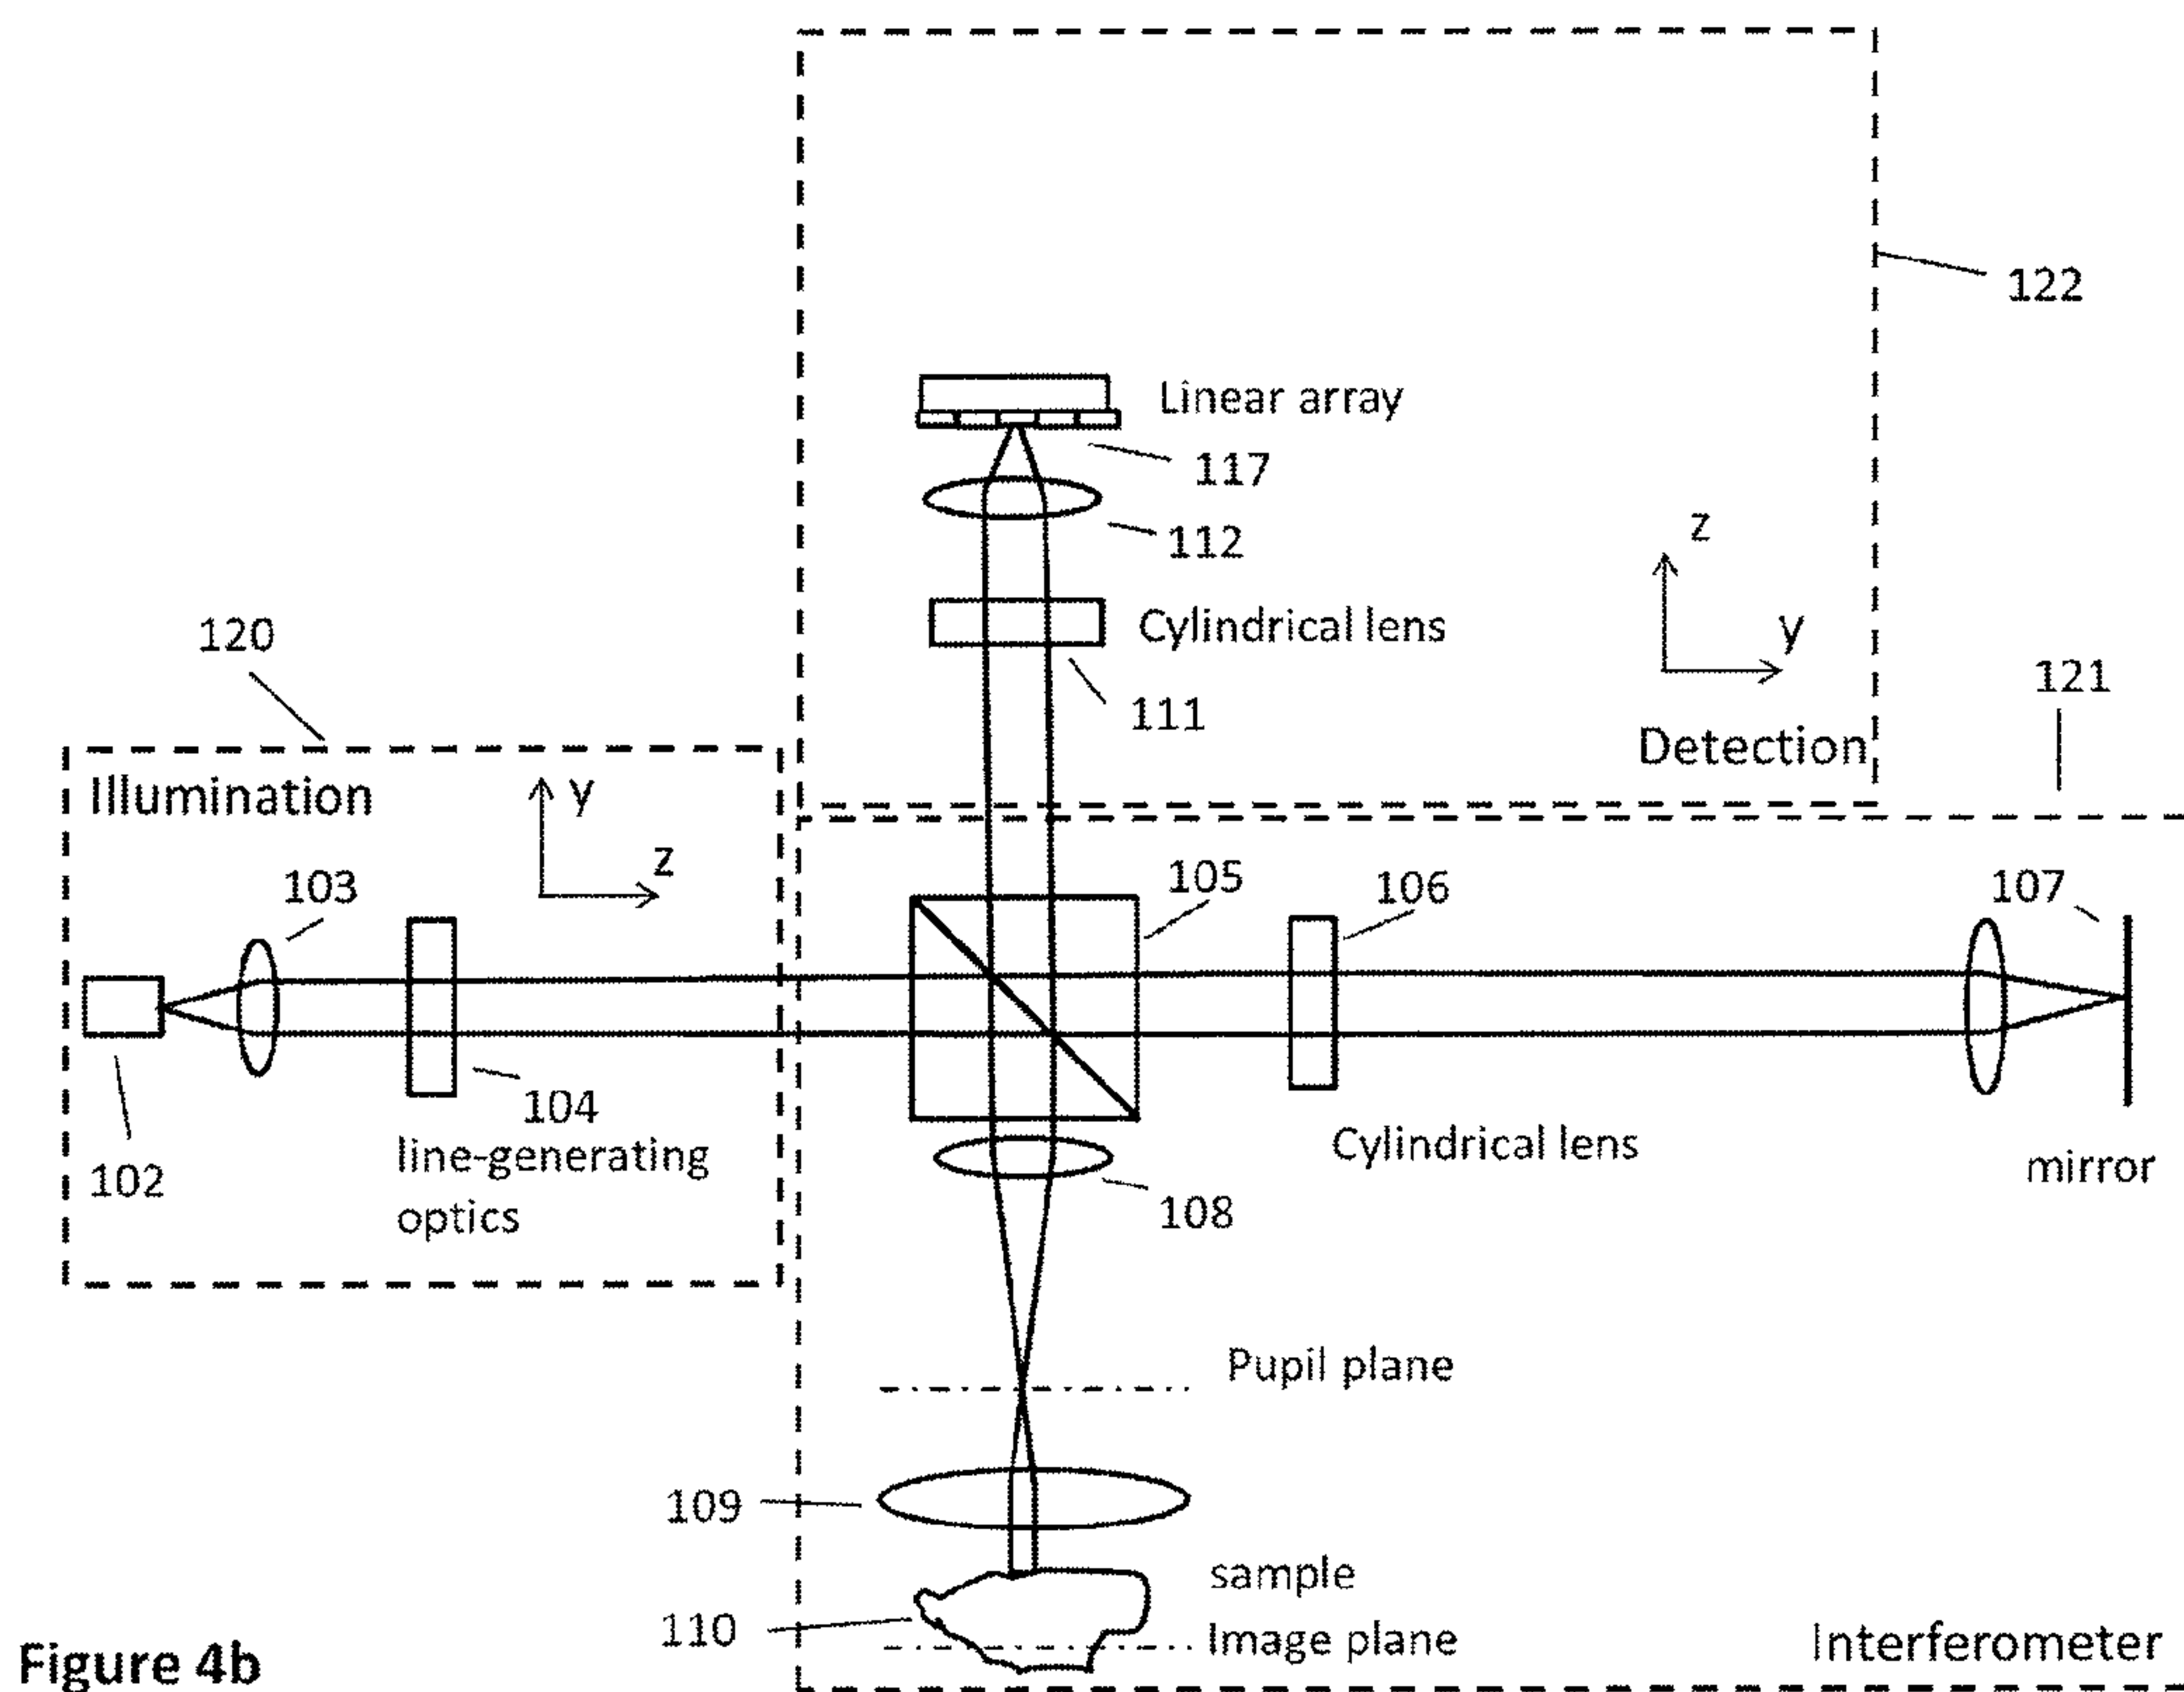 122
Linear array
117
112
z
y
Cylindrical lens
111
Detection
120
121
Illumination
y
z
103
104
line-generating
optics
102
105
106
107
Cylindrical lens
mirror
108
Pupil plane
109
sample
110
Image plane
Interferometer
Figure 4b